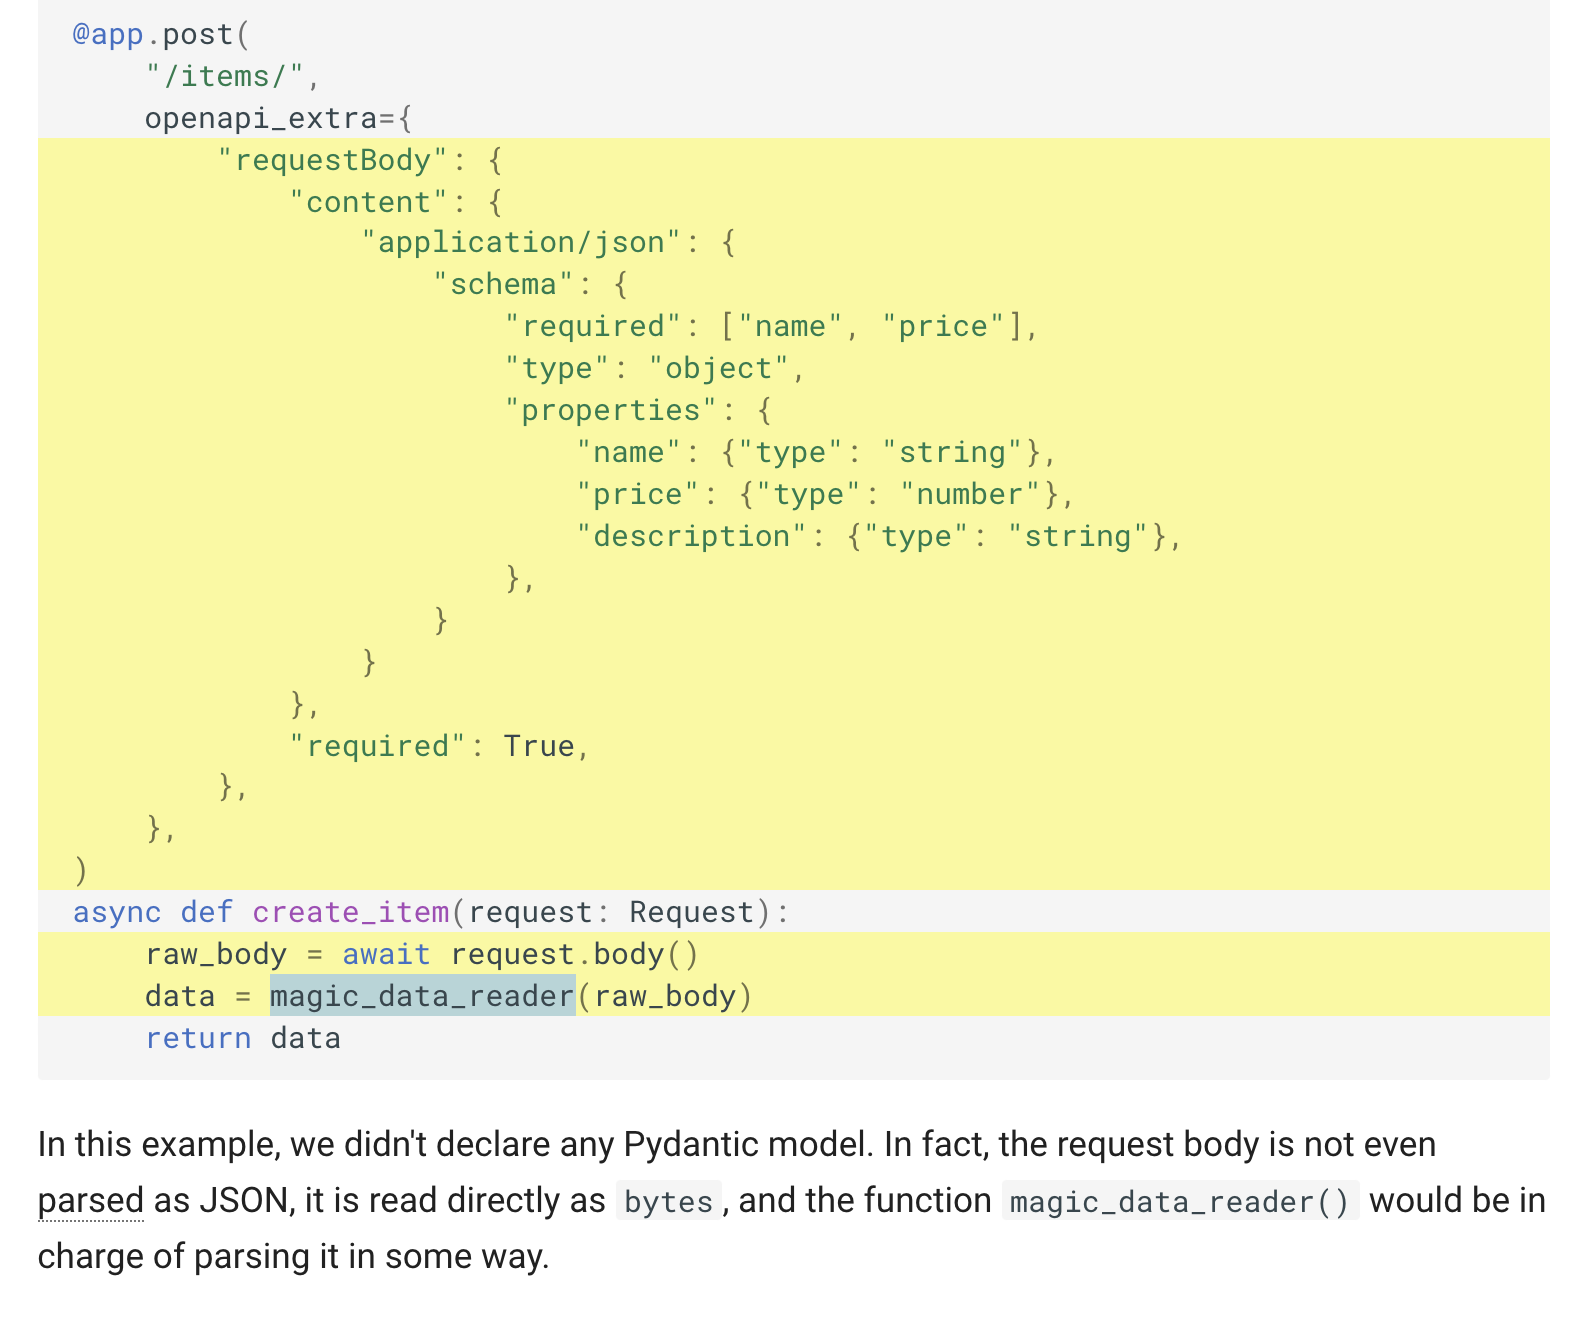 @app.post(
    "/items/",
    openapi_extra={
        "requestBody": {
            "content": {
                "application/json": {
                    "schema": {
                        "required": ["name", "price"],
                        "type": "object",
                        "properties": {
                            "name": {"type": "string"},
                            "price": {"type": "number"},
                            "description": {"type": "string"},
                        },
                    }
                }
            },
            "required": True,
        },
    },
)
async def create_item(request: Request):
    raw_body = await request.body()
    data = magic_data_reader(raw_body)
    return data
In this example, we didn't declare any Pydantic model. In fact, the request body is not even
parsed as JSON, it is read directly as bytes, and the function magic_data_reader() would be in
charge of parsing it in some way.